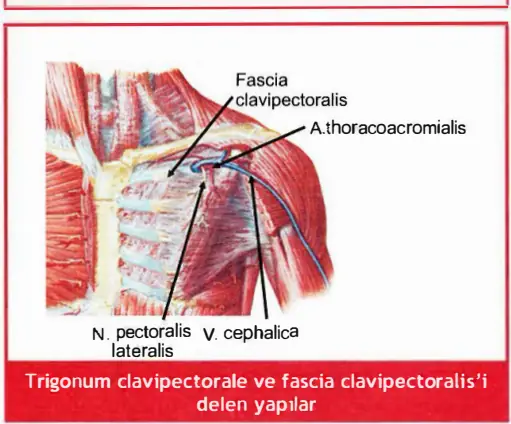 Fascia
clavipectoralis
A.thoracoacromialis
N. pectoralis
lateralis
V. cephalica
Trigonum clavipectorale ve fascia clavipectoralis'i
delen yapılar